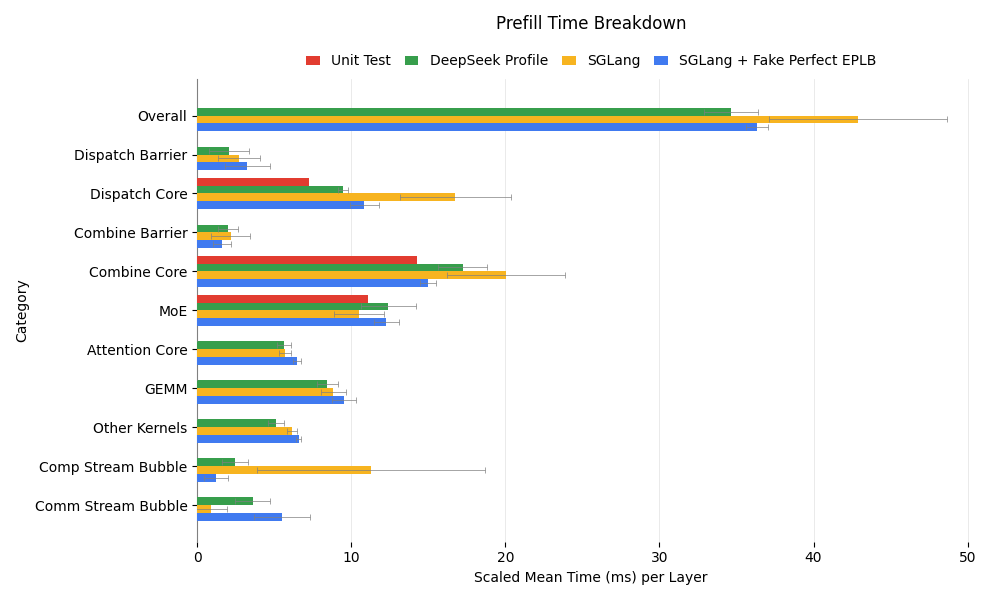 Prefill Time Breakdown
Unit Test DeepSeek Profile SGLang SGLang + Fake Perfect EPLB
Category
Overall
Dispatch Barrier
Dispatch Core
Combine Barrier
Combine Core
MoE
Attention Core
GEMM
Other Kernels
Comp Stream Bubble
Comm Stream Bubble
0 10 20 30 40 50
Scaled Mean Time (ms) per Layer